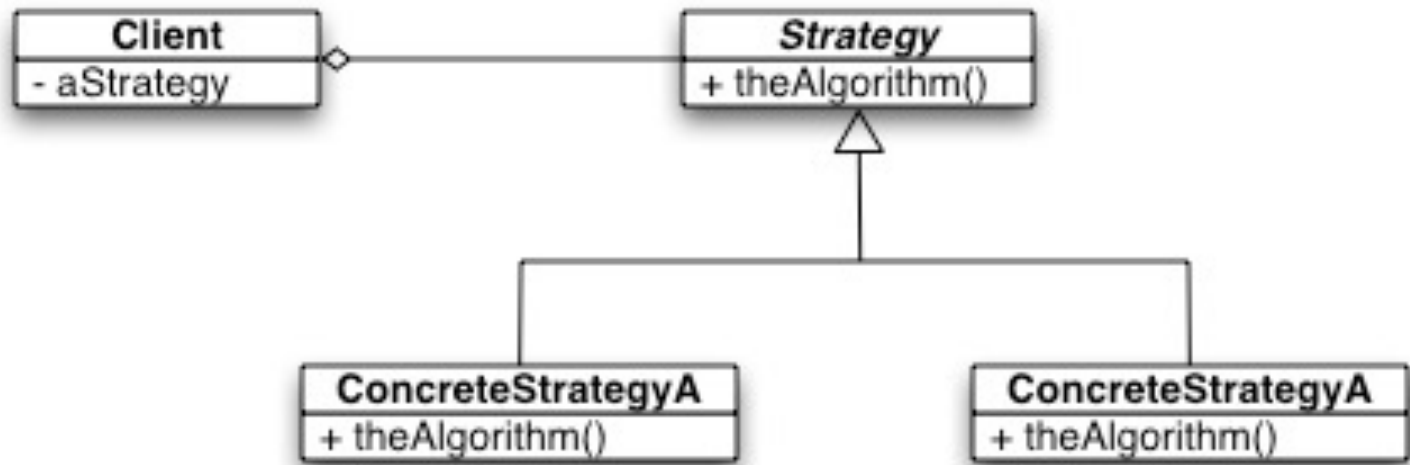 Client
- aStrategy
Strategy
+ theAlgorithm()
ConcreteStrategyA
+ theAlgorithm()
ConcreteStrategyA
+ theAlgorithm()